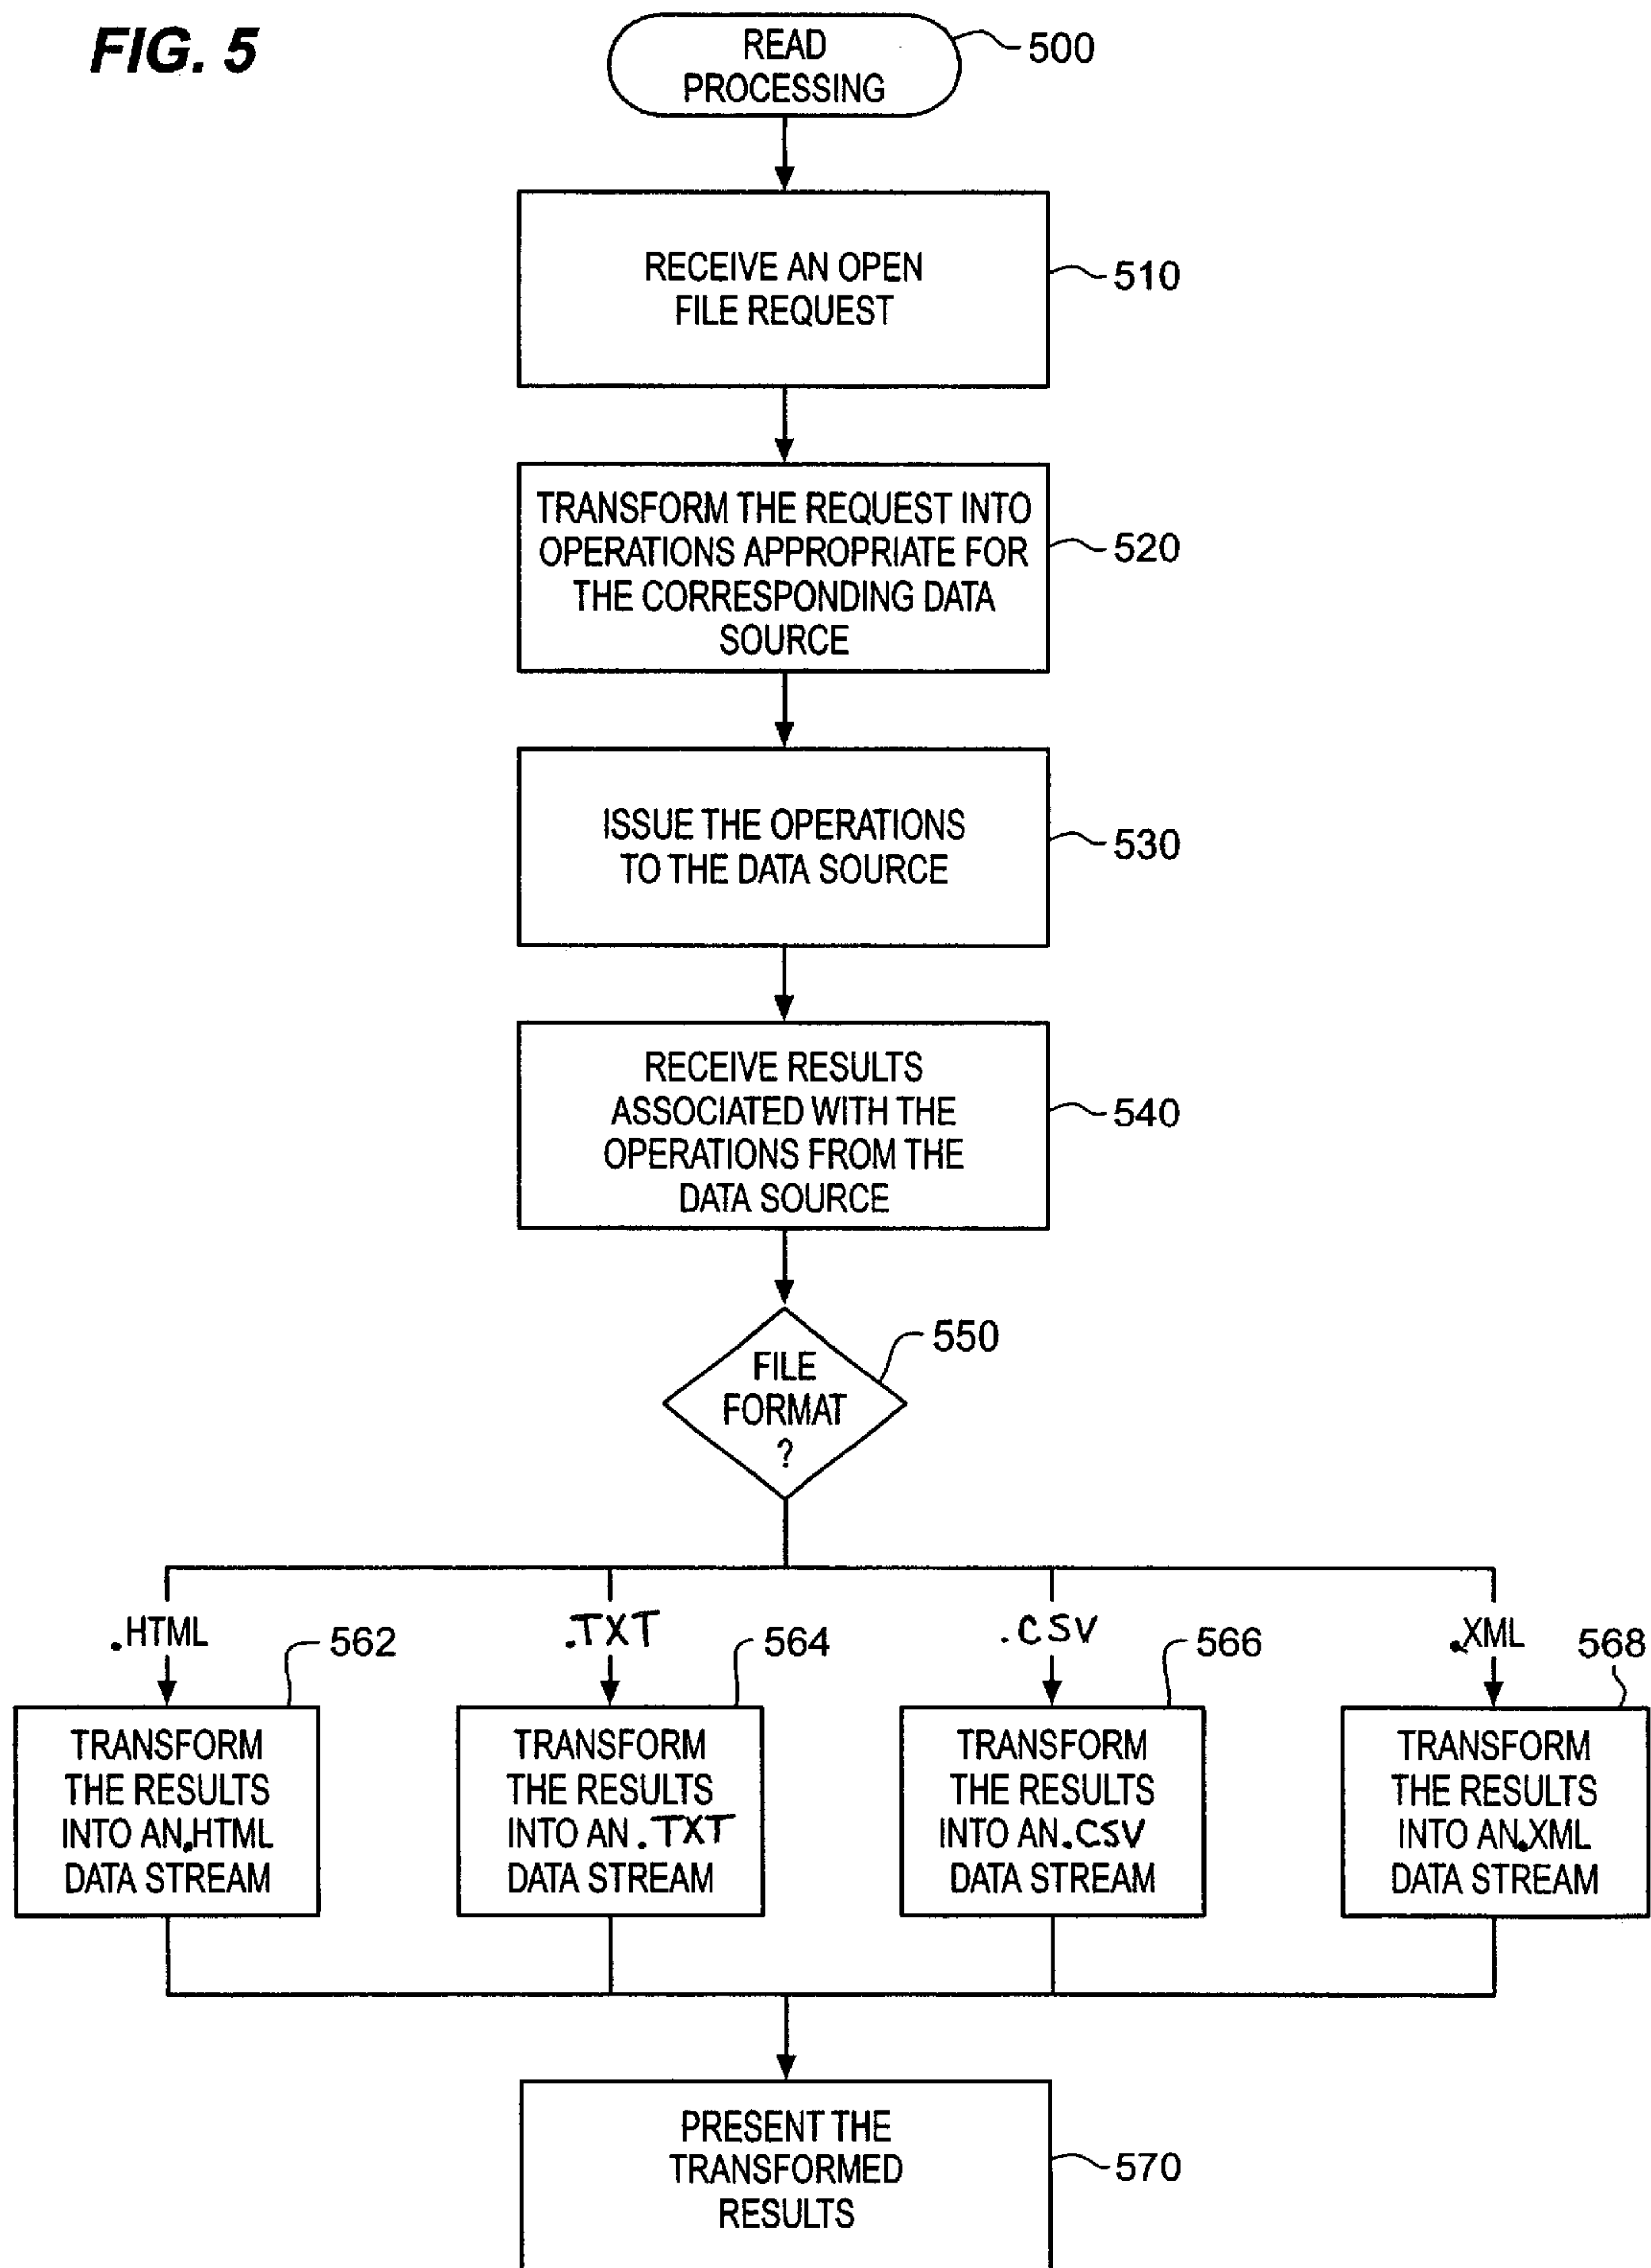 FIG. 5
READ
PROCESSING
500
RECEIVE AN OPEN
FILE REQUEST
510
TRANSFORM THE REQUEST INTO
OPERATIONS APPROPRIATE FOR
THE CORRESPONDING DATA
SOURCE
520
ISSUE THE OPERATIONS
TO THE DATA SOURCE
530
RECEIVE RESULTS
ASSOCIATED WITH THE
OPERATIONS FROM THE
DATA SOURCE
540
FILE
FORMAT
?
550
.HTML
562
TRANSFORM
THE RESULTS
INTO AN.HTML
DATA STREAM
.TXT
564
TRANSFORM
THE RESULTS
INTO AN.TXT
DATA STREAM
.CSV
566
TRANSFORM
THE RESULTS
INTO AN.CSV
DATA STREAM
.XML
568
TRANSFORM
THE RESULTS
INTO AN.XML
DATA STREAM
PRESENT THE
TRANSFORMED
RESULTS
570